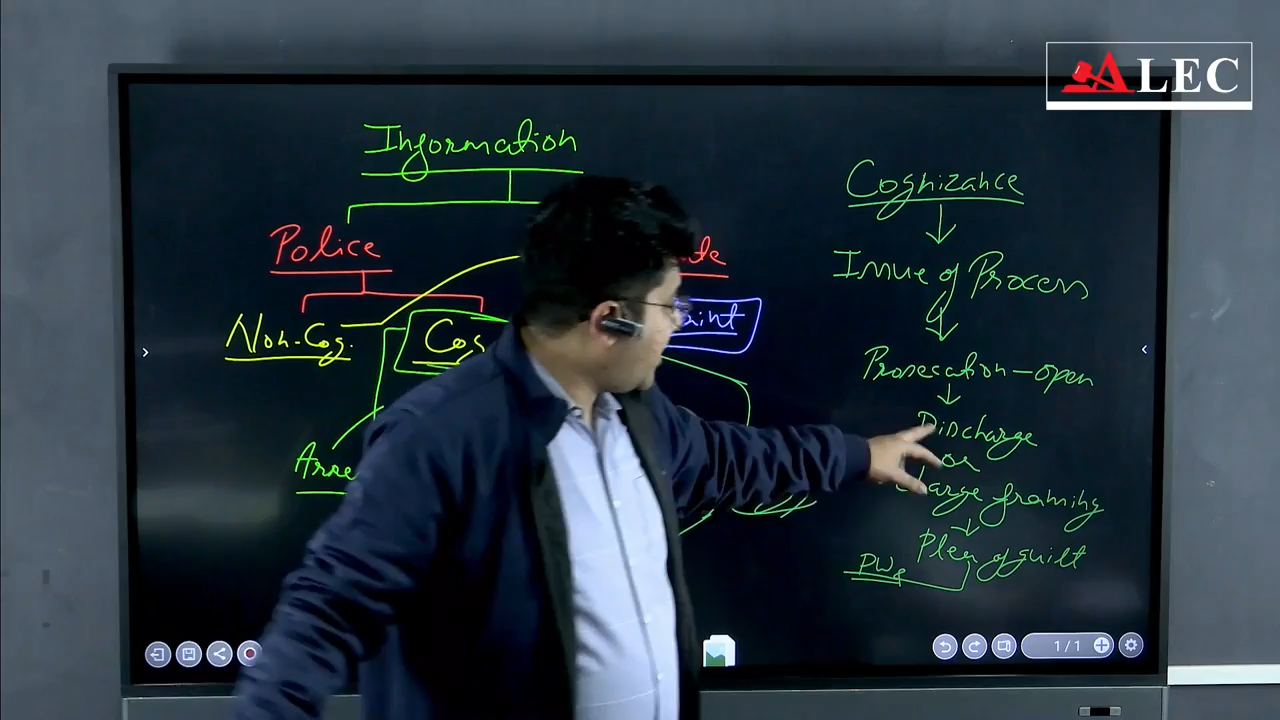 ALEC
Information
Police
Non-Cog.
Cog
Cognizance
Issue of Process
Prosecution - open
Discharge
or
framing
Plea of guilt
PWs
1/1